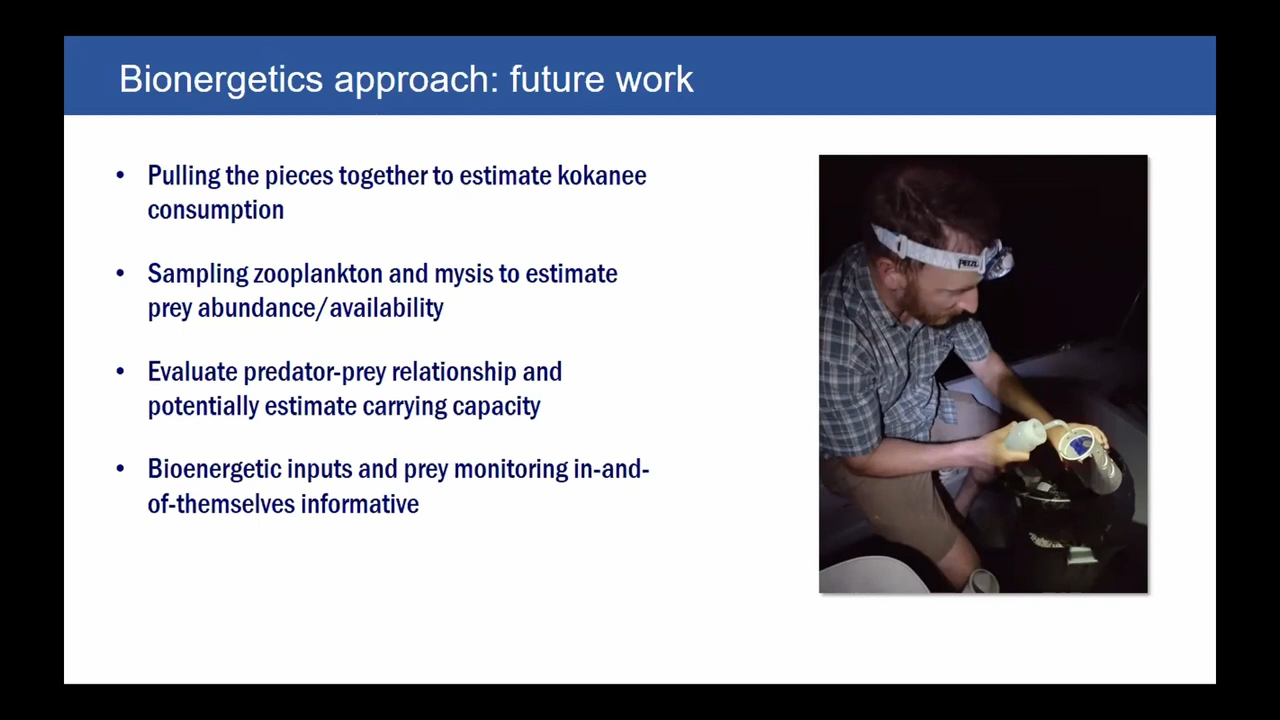 Bionergetics approach: future work
• Pulling the pieces together to estimate kokanee
consumption
• Sampling zooplankton and mysis to estimate
prey abundance/availability
• Evaluate predator-prey relationship and
potentially estimate carrying capacity
• Bioenergetic inputs and prey monitoring in-and-
of-themselves informative
PETZL